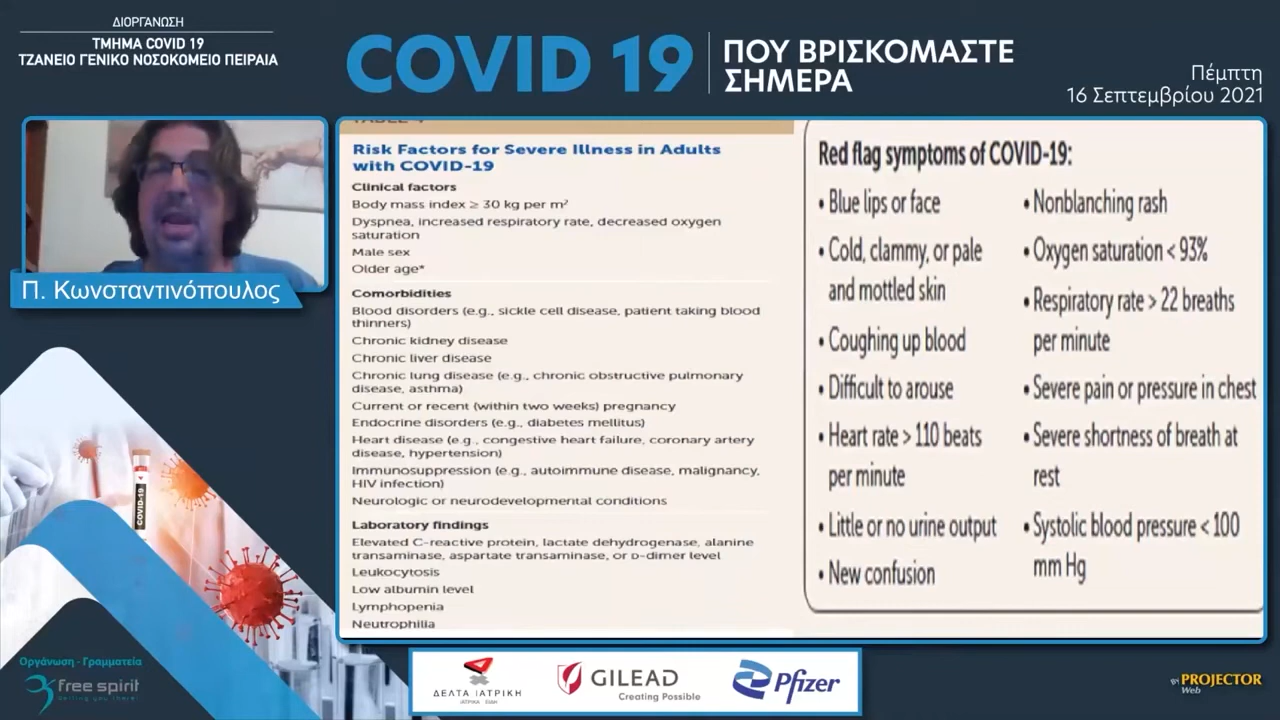 ΔΙΟΡΓΑΝΩΣΗ
ΤΜΗΜΑ COVID 19
ΤΖΑΝΕΙΟ ΓΕΝΙΚΟ ΝΟΣΟΚΟΜΕΙΟ ΠΕΙΡΑΙΑ
COVID 19
ΠΟΥ ΒΡΙΣΚΟΜΑΣΤΕ
ΣΗΜΕΡΑ
Πέμπτη
16 Σεπτεμβρίου 2021
Π. Κωνσταντινόπουλος
Risk Factors for Severe Illness in Adults
with COVID-19
Clinical factors
Body mass index ≥ 30 kg per m²
Dyspnea, increased respiratory rate, decreased oxygen
saturation
Male sex
Older age*
Comorbidities
Blood disorders (e.g., sickle cell disease, patient taking blood
thinners)
Chronic kidney disease
Chronic liver disease
Chronic lung disease (e.g., chronic obstructive pulmonary
disease, asthma)
Current or recent (within two weeks) pregnancy
Endocrine disorders (e.g., diabetes mellitus)
Heart disease (e.g., congestive heart failure, coronary artery
disease, hypertension)
Immunosuppression (e.g., autoimmune disease, malignancy,
HIV infection)
Neurologic or neurodevelopmental conditions
Laboratory findings
Elevated C-reactive protein, lactate dehydrogenase, alanine
transaminase, aspartate transaminase, or D-dimer level
Leukocytosis
Low albumin level
Lymphopenia
Neutrophilia
Red flag symptoms of COVID-19:
• Blue lips or face
• Cold, clammy, or pale
and mottled skin
• Coughing up blood
• Difficult to arouse
• Heart rate > 110 beats
per minute
• Little or no urine output
• New confusion
• Nonblanching rash
• Oxygen saturation < 93%
• Respiratory rate > 22 breaths
per minute
• Severe pain or pressure in chest
• Severe shortness of breath at
rest
• Systolic blood pressure < 100
mm Hg
COVID-19
Οργάνωση - Γραμματεία
free spirit
ΔΕΛΤΑ ΙΑΤΡΙΚΗ
ΙΑΤΡΙΚΑ ΕΙΔΗ
GILEAD
Creating Possible
Pfizer
PROJECTOR
Web